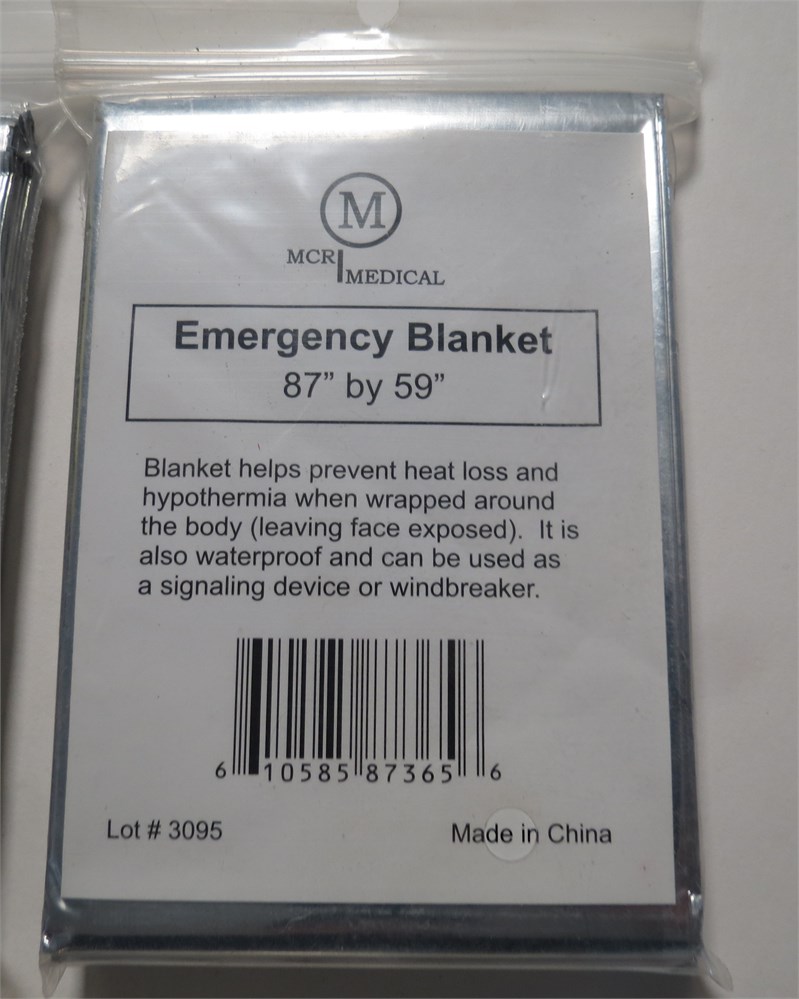 M
MCR MEDICAL
Emergency Blanket
87” by 59”
Blanket helps prevent heat loss and
hypothermia when wrapped around
the body (leaving face exposed).  It is
also waterproof and can be used as
a signaling device or windbreaker.
6 10585 87365 6
Lot # 3095
Made in China